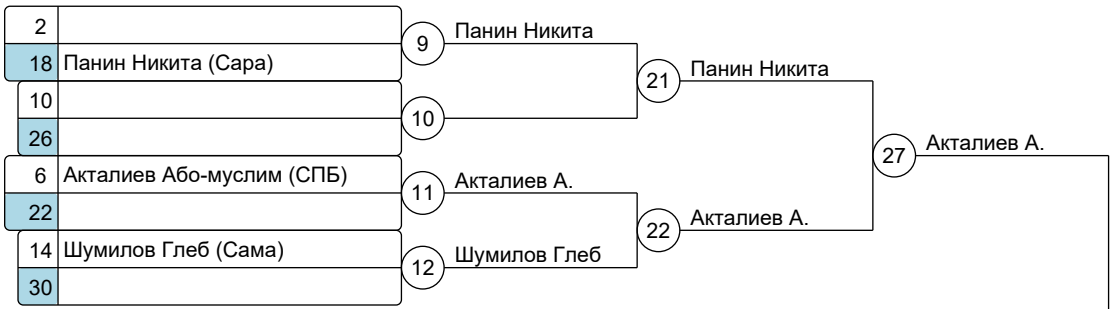 2
9
Панин Никита
18 Панин Никита (Сара)
21
Панин Никита
10
10
26
27
Акталиев А.
6 Акталиев Або-муслим (СПБ)
11
Акталиев А.
22
22
Акталиев А.
14 Шумилов Глеб (Сама)
12
Шумилов Глеб
30